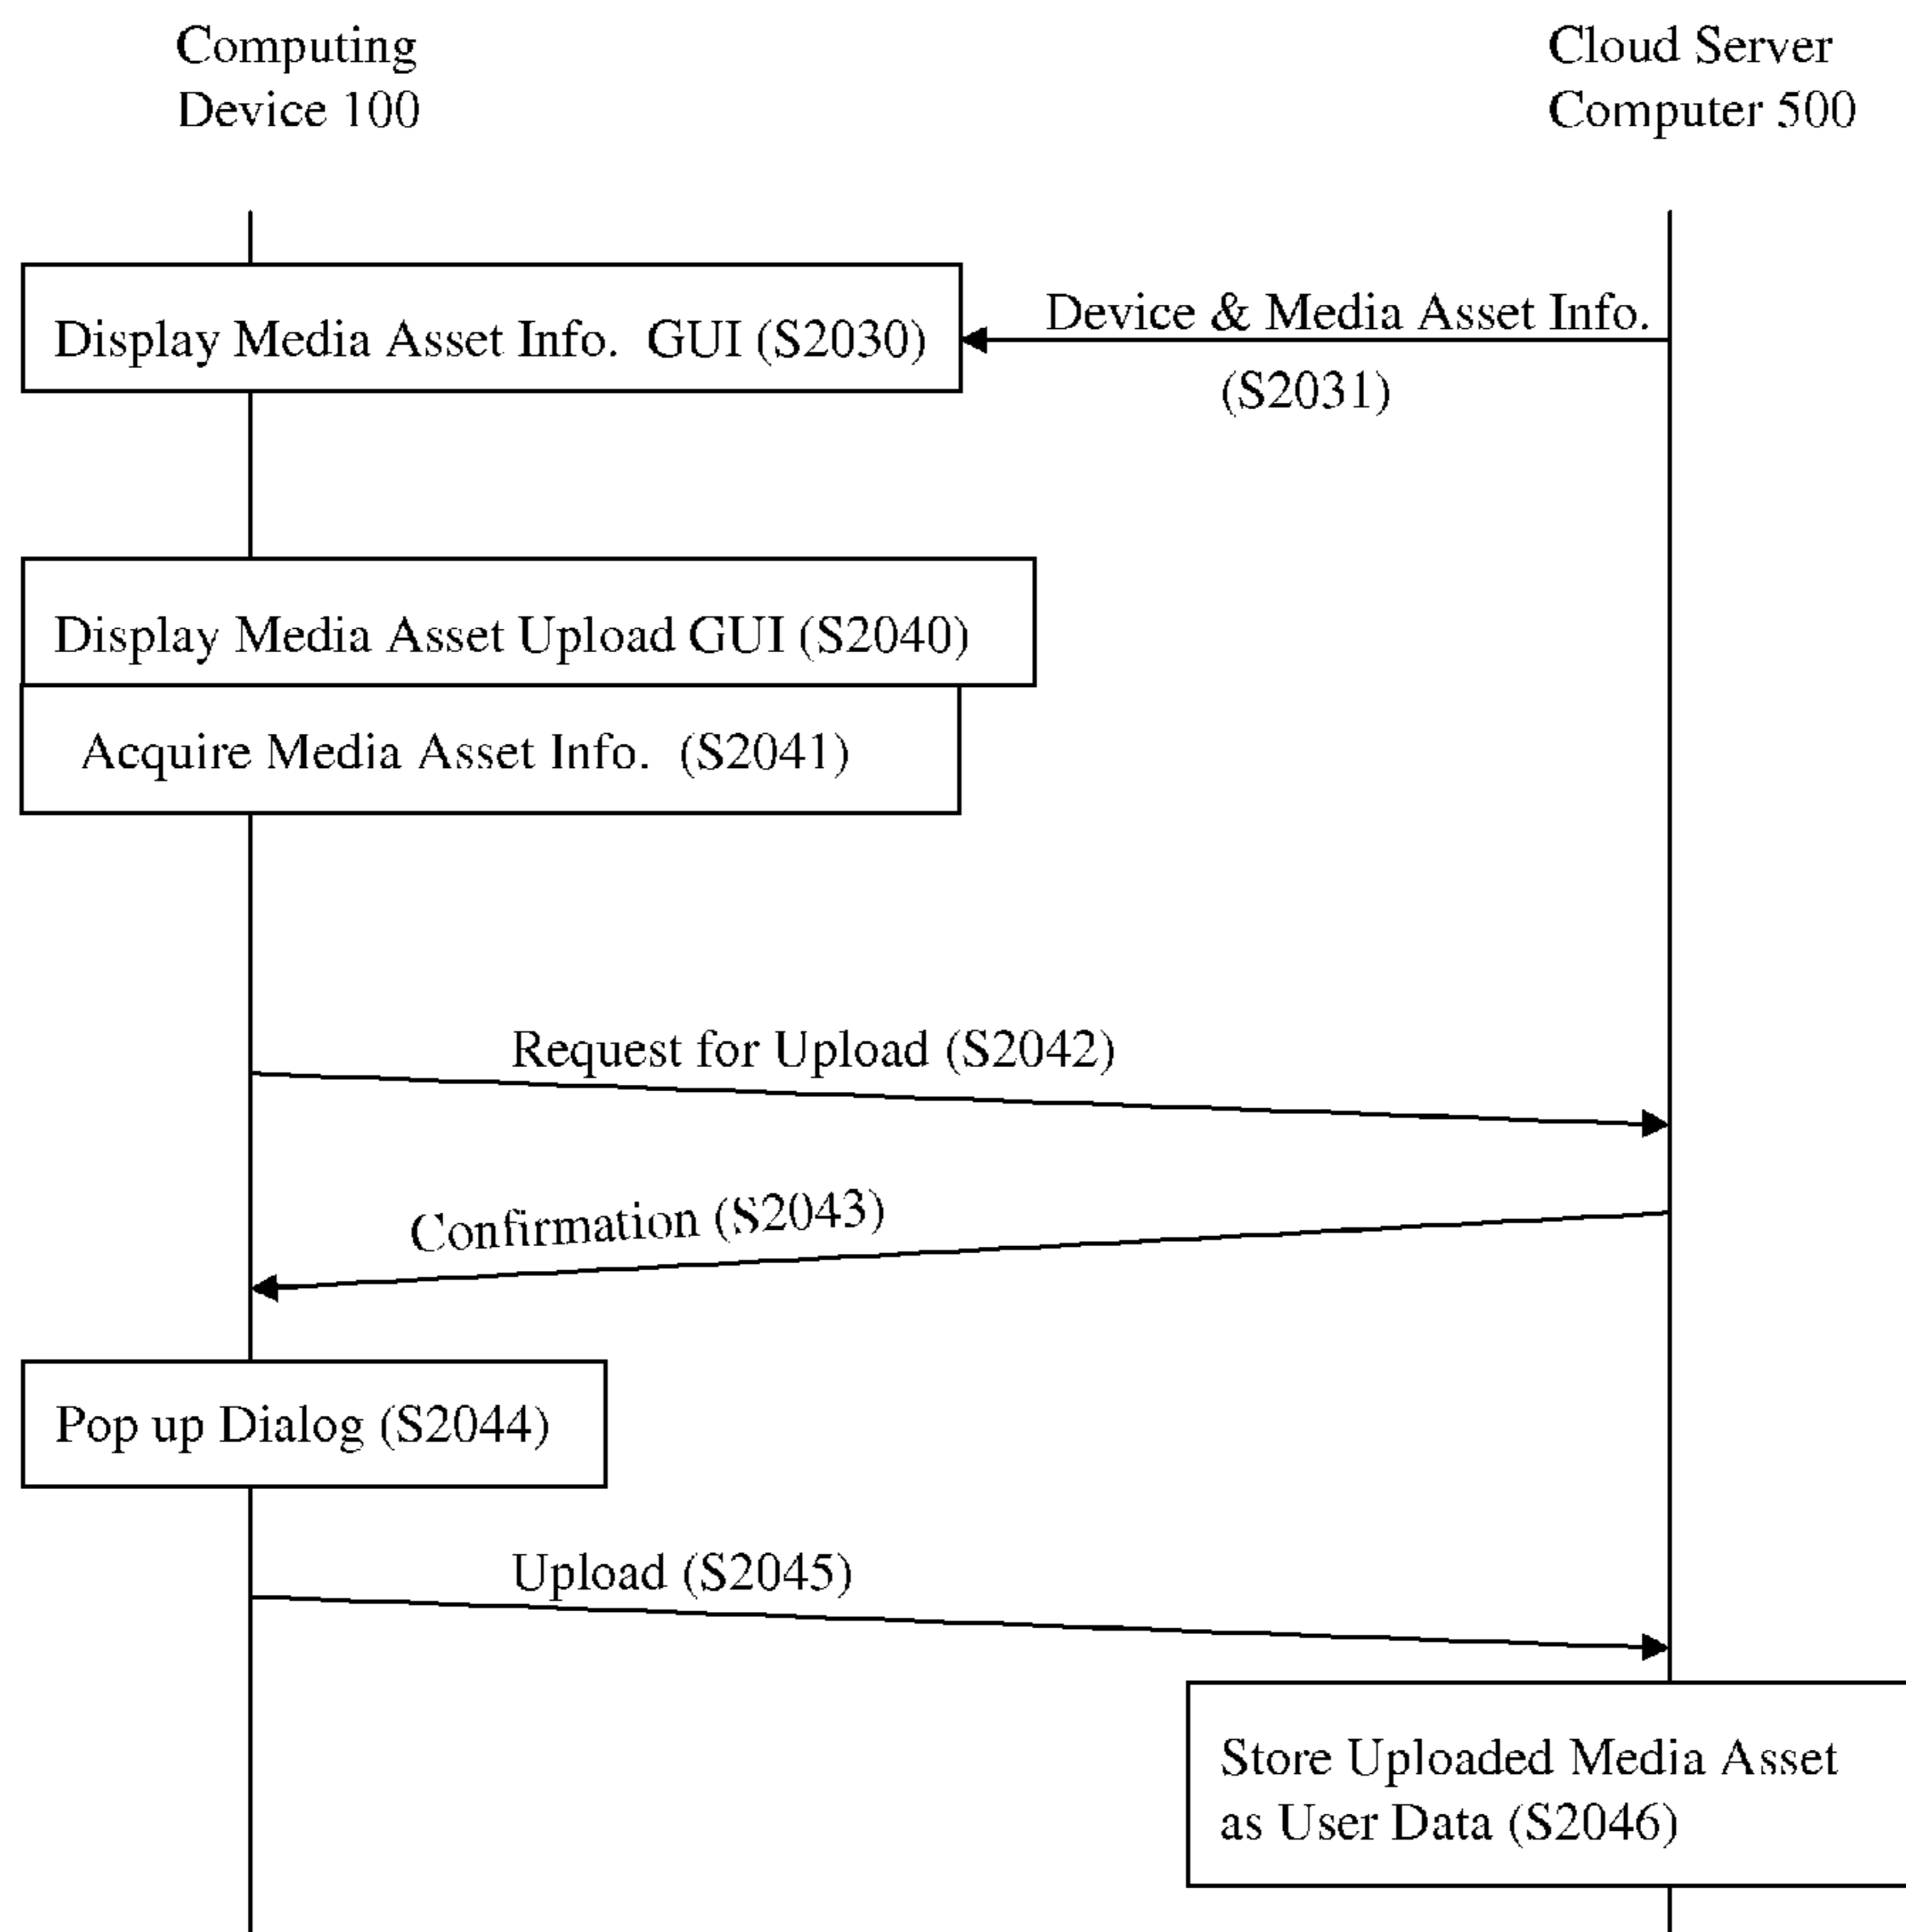 Computing
Device 100
Cloud Server
Computer 500
Display Media Asset Info. GUI (S2030)
Device & Media Asset Info.
(S2031)
Display Media Asset Upload GUI (S2040)
Acquire Media Asset Info. (S2041)
Request for Upload (S2042)
Confirmation (S2043)
Pop up Dialog (S2044)
Upload (S2045)
Store Uploaded Media Asset
as User Data (S2046)